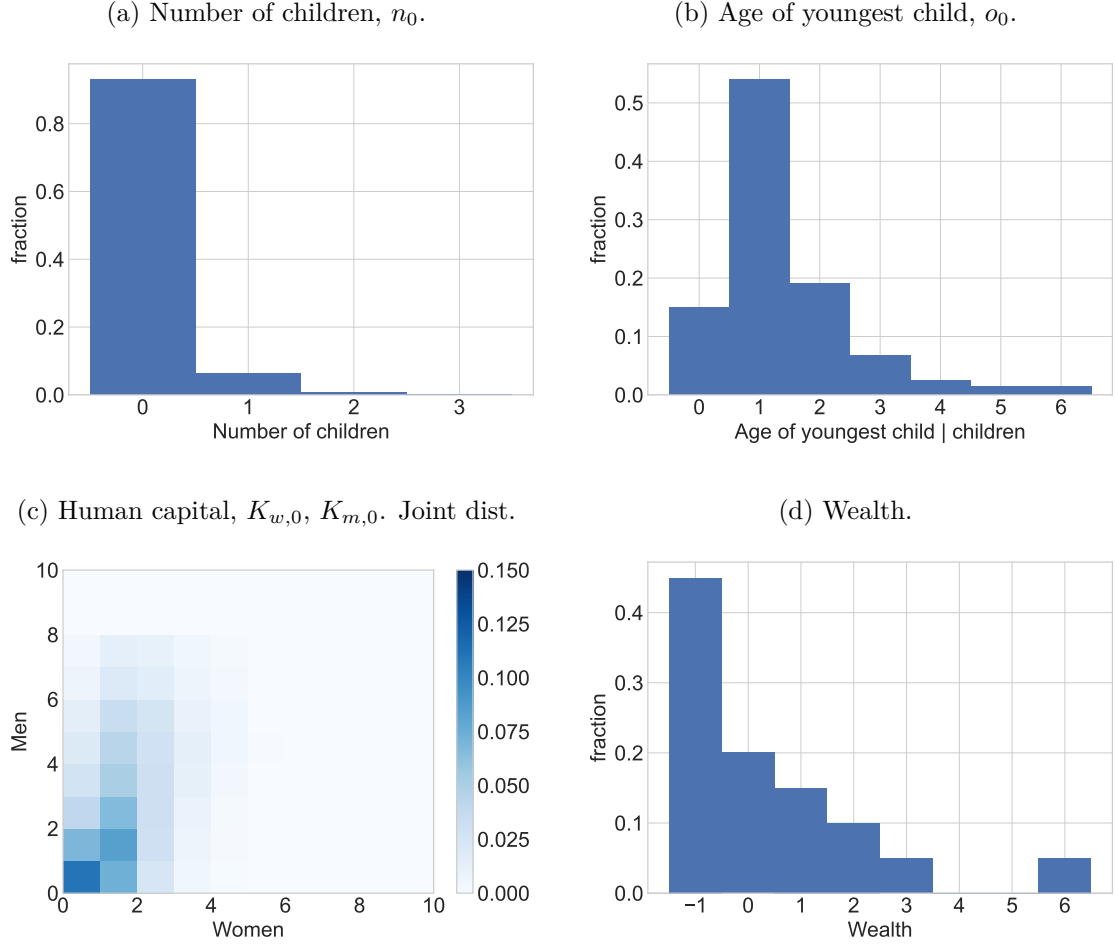 (a) Number of children, n₀.
fraction
0.8
0.6
0.4
0.2
0.0
0 1 2 3
Number of children
(b) Age of youngest child, o₀.
fraction
0.5
0.4
0.3
0.2
0.1
0.0
0 1 2 3 4 5 6
Age of youngest child | children
(c) Human capital, K_{w,0}, K_{m,0}. Joint dist.
Men
10
8
6
4
2
0
0 2 4 6 8 10
Women
0.150
0.125
0.100
0.075
0.050
0.025
0.000
(d) Wealth.
fraction
0.4
0.3
0.2
0.1
0.0
−1 0 1 2 3 4 5 6
Wealth